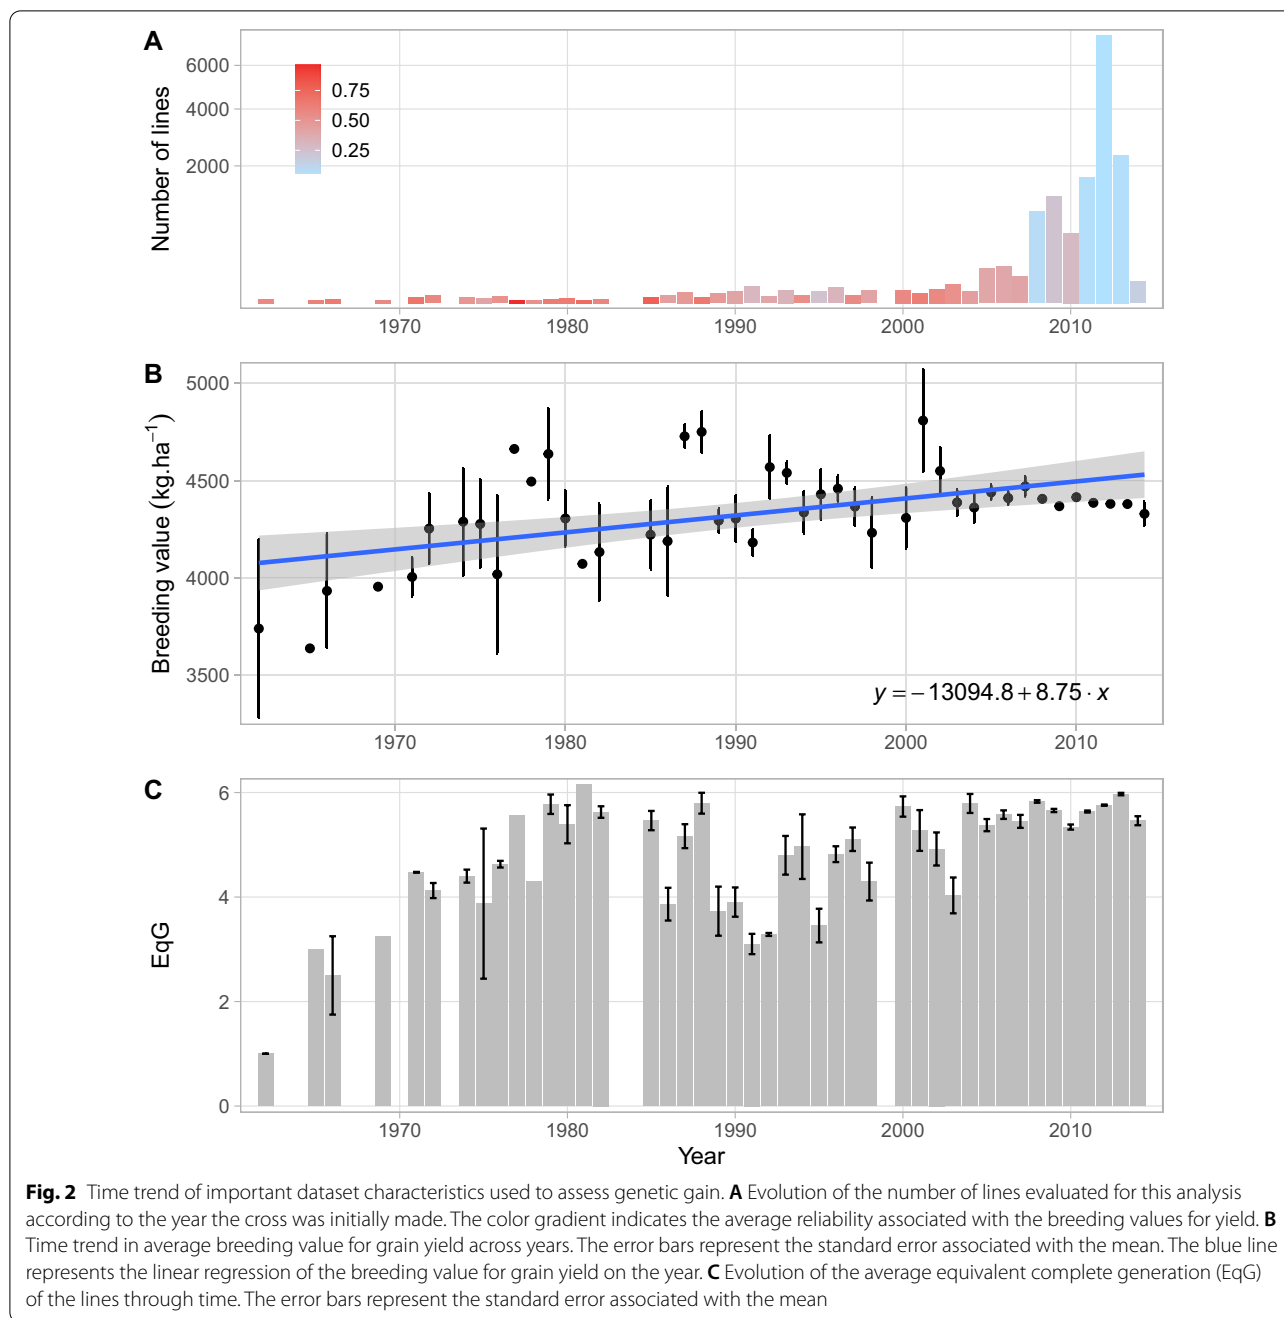 A
Number of lines
6000
4000
2000
0.75
0.50
0.25
1970 1980 1990 2000 2010
B
Breeding value (kg.ha⁻¹)
5000
4500
4000
3500
y = − 13094.8 + 8.75 · x
1970 1980 1990 2000 2010
C
EqG
6
4
2
0
1970 1980 1990 2000 2010
Year
Fig. 2 Time trend of important dataset characteristics used to assess genetic gain. A Evolution of the number of lines evaluated for this analysis
according to the year the cross was initially made. The color gradient indicates the average reliability associated with the breeding values for yield. B
Time trend in average breeding value for grain yield across years. The error bars represent the standard error associated with the mean. The blue line
represents the linear regression of the breeding value for grain yield on the year. C Evolution of the average equivalent complete generation (EqG)
of the lines through time. The error bars represent the standard error associated with the mean